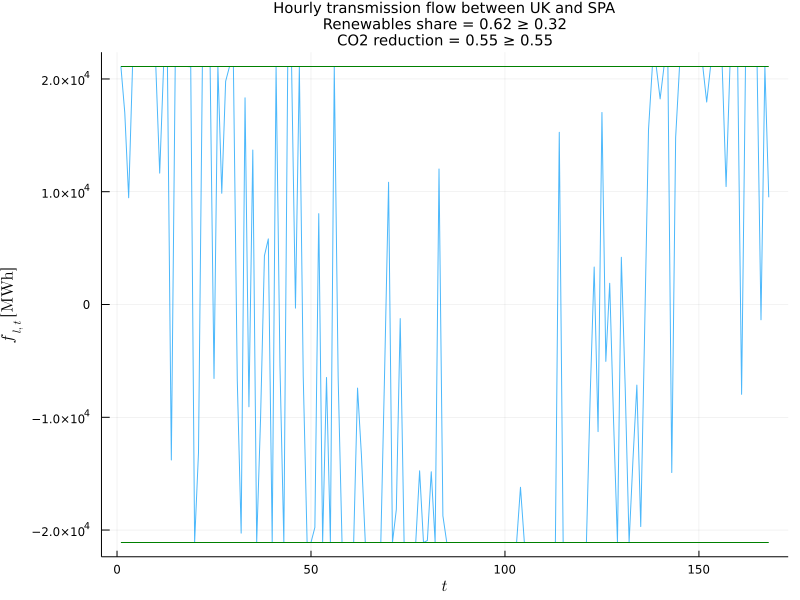 Hourly transmission flow between UK and SPA
Renewables share = 0.62 ≥ 0.32
CO2 reduction = 0.55 ≥ 0.55
2.0×10⁴
1.0×10⁴
0
−1.0×10⁴
−2.0×10⁴
f_{l,t} [MWh]
0 50 100 150
t